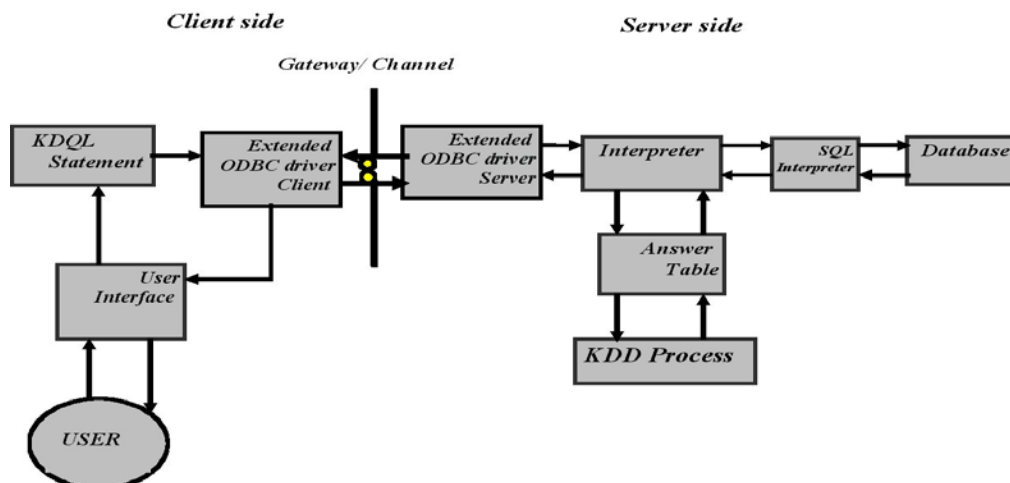 Client side
Server side
Gateway/ Channel
KDQL
Statement
Extended
ODBC driver
Client
Extended
ODBC driver
Server
Interpreter
SQL
Interpreter
Database
User
Interface
Answer
Table
KDD Process
USER